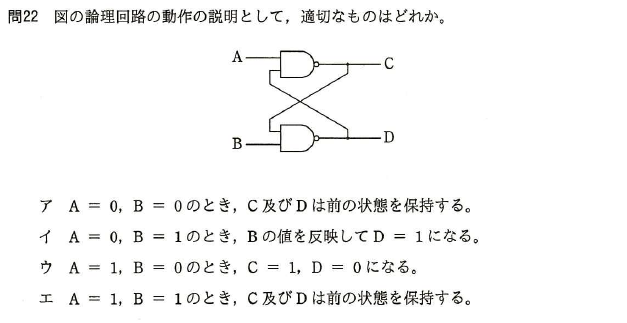 問22 図の論理回路の動作の説明として，適切なものはどれか。
A
C
B
D
ア A = 0，B = 0のとき，C及びDは前の状態を保持する。
イ A = 0，B = 1のとき，Bの値を反映してD = 1になる。
ウ A = 1，B = 0のとき，C = 1，D = 0になる。
エ A = 1，B = 1のとき，C及びDは前の状態を保持する。